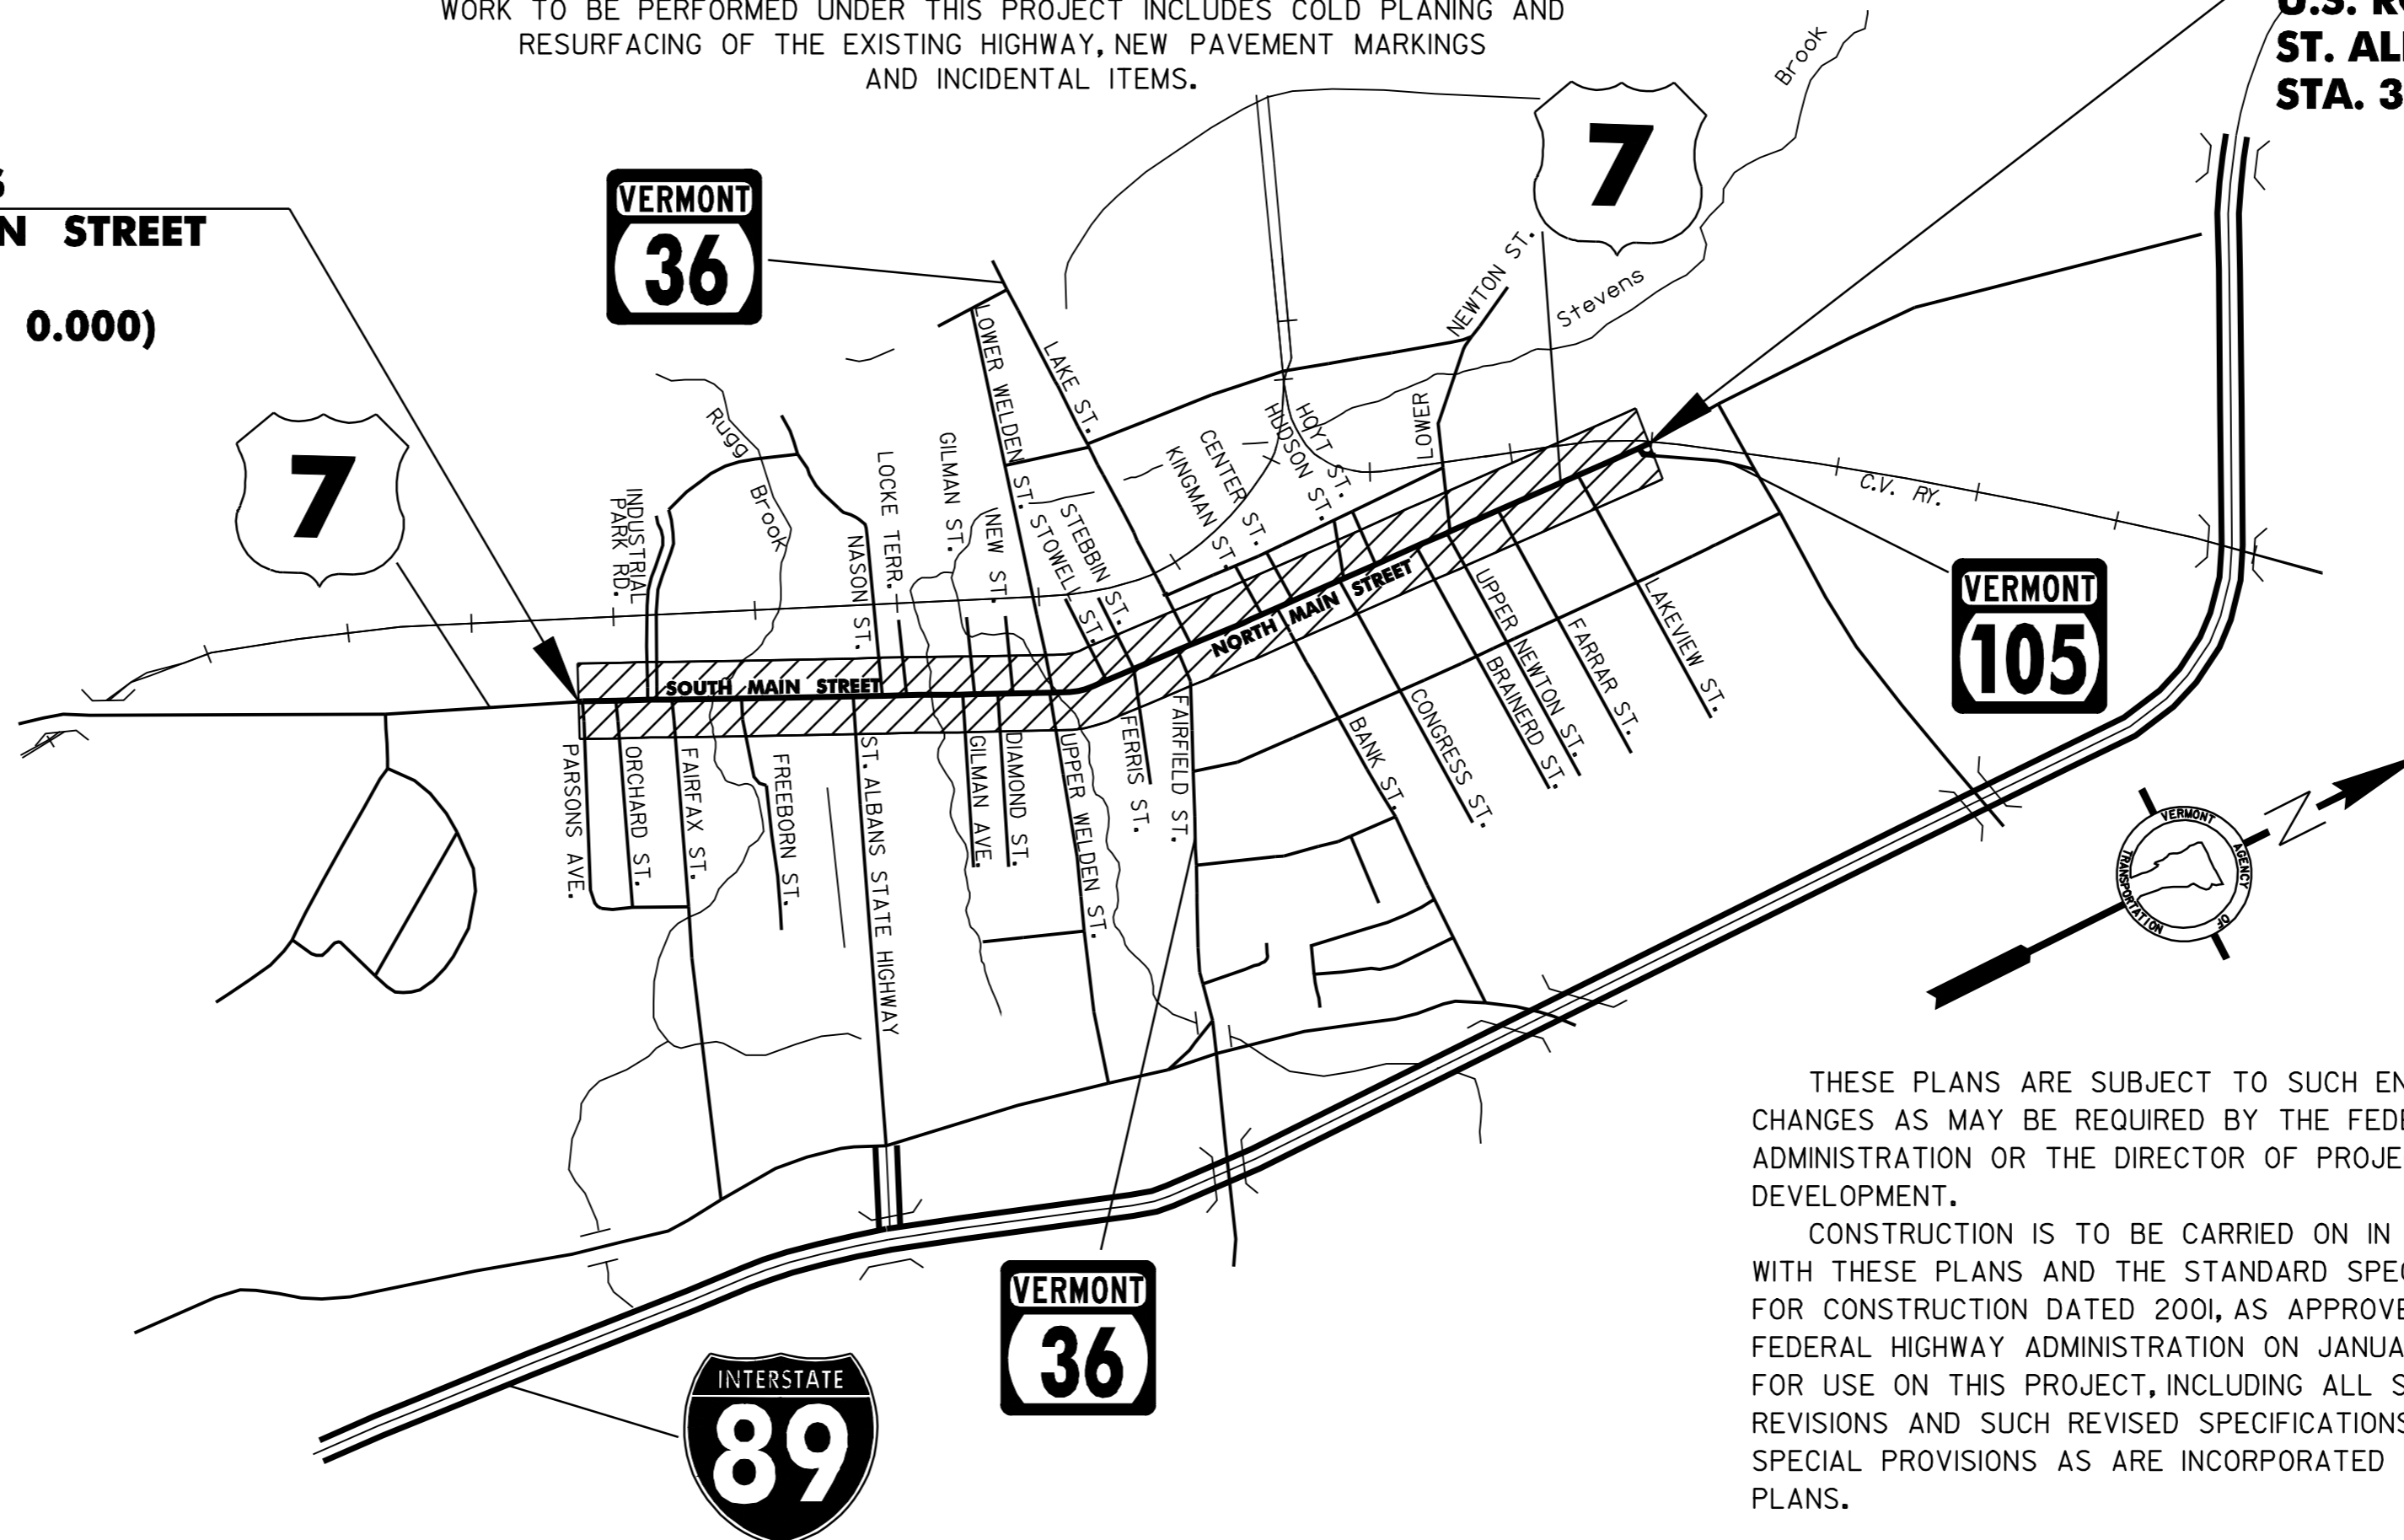 WORK TO BE PERFORMED UNDER THIS PROJECT INCLUDES COLD PLANING AND
RESURFACING OF THE EXISTING HIGHWAY, NEW PAVEMENT MARKINGS
AND INCIDENTAL ITEMS.
ST. AL
STA. 3
N STREET
0.000)
VERMONT
36
7
7
Brook
Stevens
NEWTON ST.
LOWER
LOWER WELDEN ST.
LAKE ST.
HOYT ST.
HUDSON ST.
CENTER ST.
KINGMAN ST.
STEBBIN ST.
STOWELL ST.
NEW ST.
GILMAN ST.
LOCKE TERR.
NASON ST.
Rugg
Brook
INDUSTRIAL
PARK RD.
C.V. RY.
SOUTH MAIN STREET
NORTH MAIN STREET
PARSONS AVE.
ORCHARD ST.
FAIRFAX ST.
FREEBORN ST.
ST. ALBANS STATE HIGHWAY
GILMAN AVE.
DIAMOND ST.
UPPER WELDEN ST.
FERRIS ST.
FAIRFIELD ST.
BANK ST.
CONGRESS ST.
BRAINERD ST.
UPPER NEWTON ST.
FARRAR ST.
LAKEVIEW ST.
VERMONT
105
VERMONT
AGENCY
OF
TRANSPORTATION
N
VERMONT
36
INTERSTATE
89
THESE PLANS ARE SUBJECT TO SUCH EN
CHANGES AS MAY BE REQUIRED BY THE FEDE
ADMINISTRATION OR THE DIRECTOR OF PROJE
DEVELOPMENT.
CONSTRUCTION IS TO BE CARRIED ON IN
WITH THESE PLANS AND THE STANDARD SPEC
FOR CONSTRUCTION DATED 2001, AS APPROVE
FEDERAL HIGHWAY ADMINISTRATION ON JANUA
FOR USE ON THIS PROJECT, INCLUDING ALL S
REVISIONS AND SUCH REVISED SPECIFICATIONS
SPECIAL PROVISIONS AS ARE INCORPORATED
PLANS.